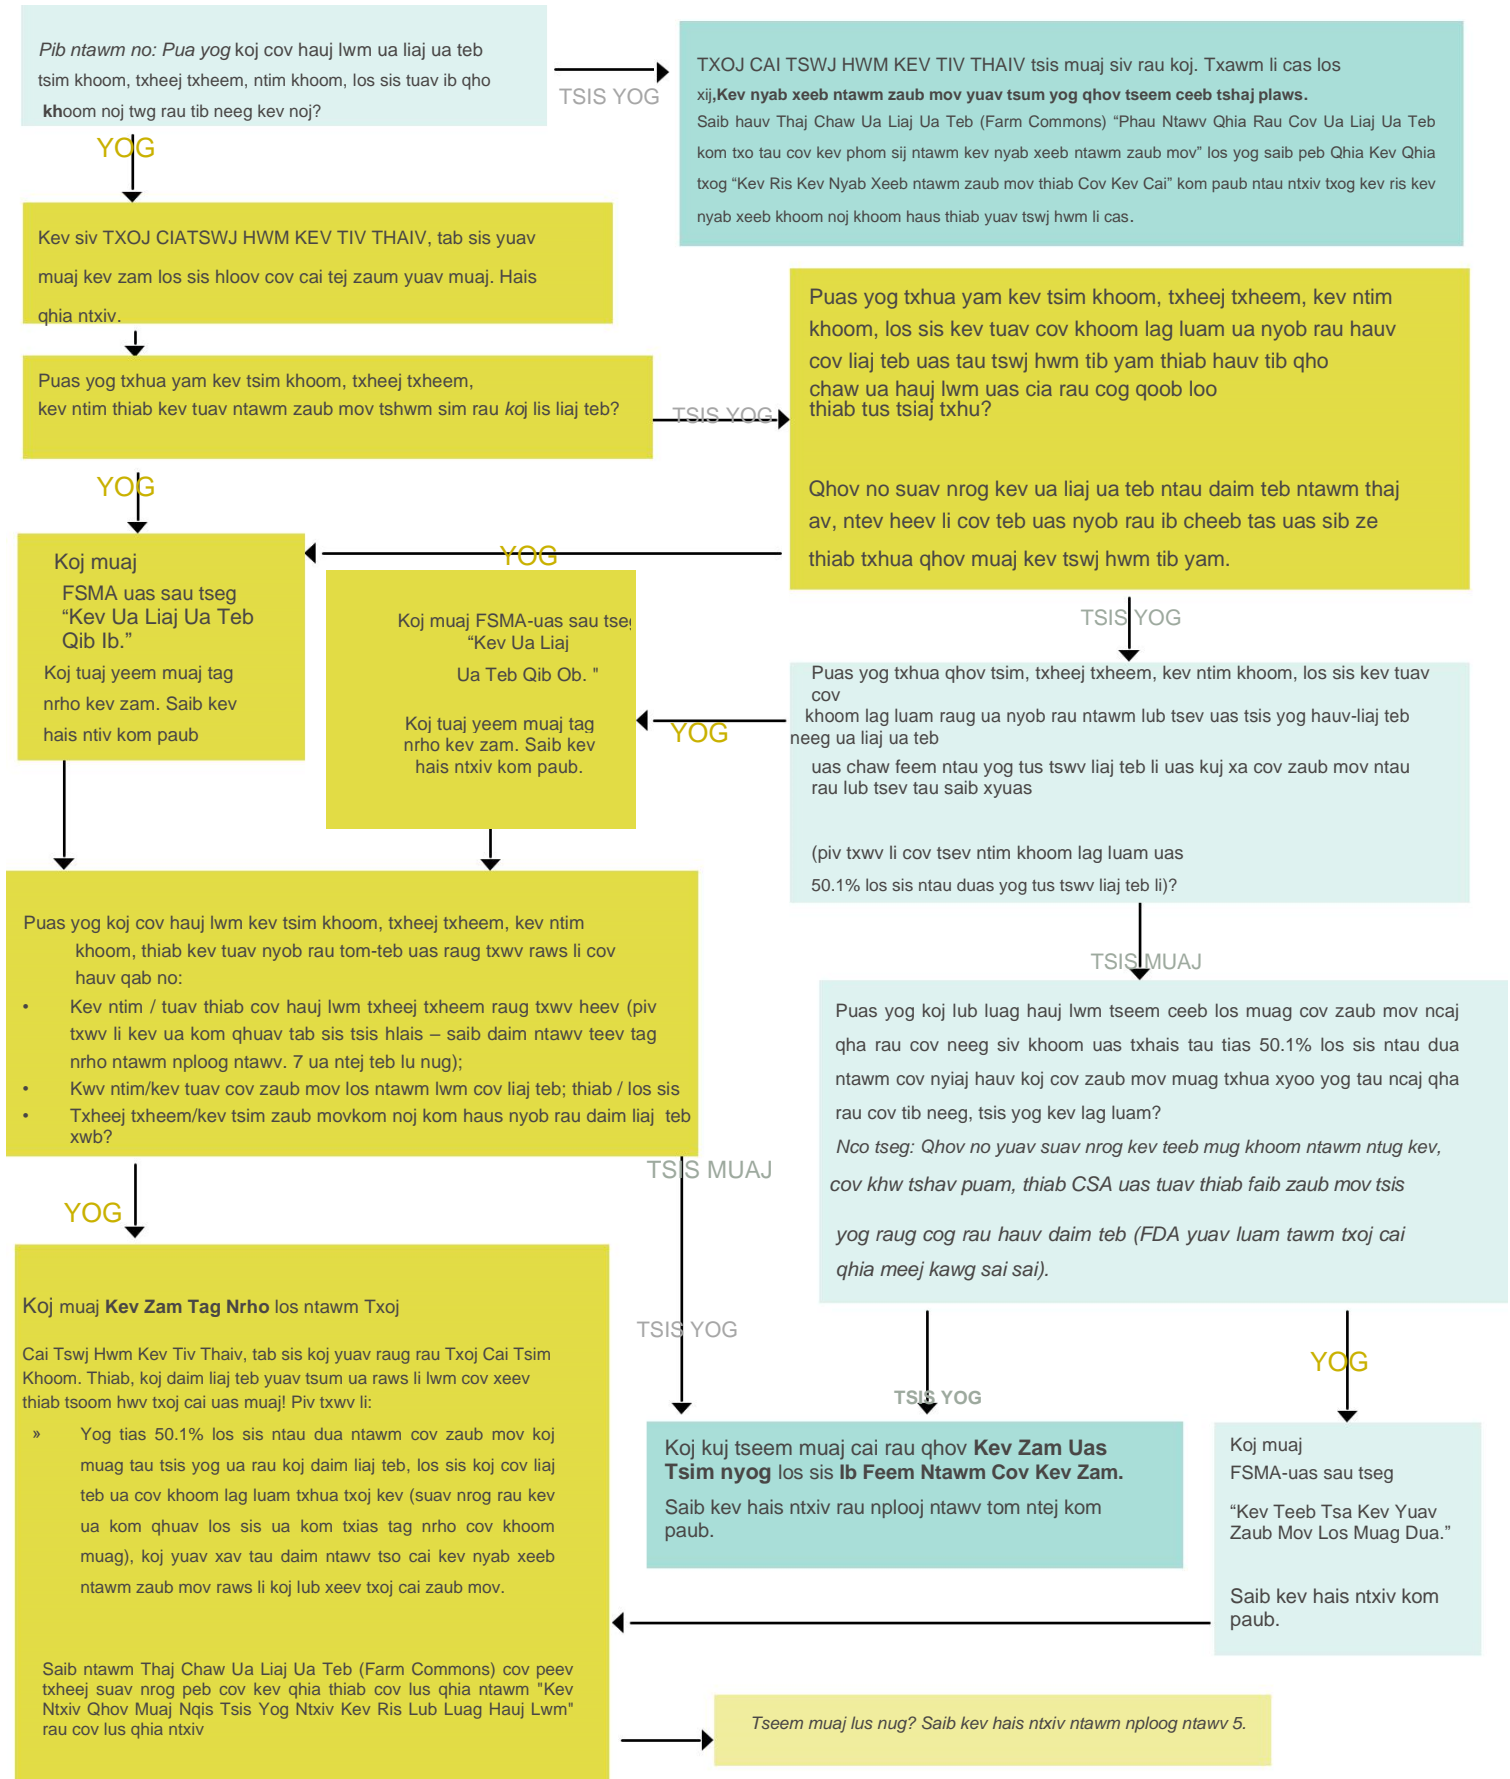 Pib ntawm no: Pua yog koj cov hauj lwm ua liaj ua teb
tsim khoom, txheej txheem, ntim khoom, los sis tuav ib qho
khoom noj twg rau tib neeg kev noj?
TSIS YOG
TXOJ CAI TSWJ HWM KEV TIV THAIV tsis muaj siv rau koj. Txawm li cas los
xij,Kev nyab xeeb ntawm zaub mov yuav tsum yog qhov tseem ceeb tshaj plaws.
Saib hauv Thaj Chaw Ua Liaj Ua Teb (Farm Commons) “Phau Ntawv Qhia Rau Cov Ua Liaj Ua Teb
kom txo tau cov kev phom sij ntawm kev nyab xeeb ntawm zaub mov” los yog saib peb Qhia Kev Qhia
txog “Kev Ris Kev Nyab Xeeb ntawm zaub mov thiab Cov Kev Cai” kom paub ntau ntxiv txog kev ris kev
nyab xeeb khoom noj khoom haus thiab yuav tswj hwm li cas.
YOG
Kev siv TXOJ CIATSWJ HWM KEV TIV THAIV, tab sis yuav
muaj kev zam los sis hloov cov cai tej zaum yuav muaj. Hais
qhia ntxiv.
Puas yog txhua yam kev tsim khoom, txheej txheem,
kev ntim thiab kev tuav ntawm zaub mov tshwm sim rau koj lis liaj teb?
TSIS YOG
Puas yog txhua yam kev tsim khoom, txheej txheem, kev ntim
khoom, los sis kev tuav cov khoom lag luam ua nyob rau hauv
cov liaj teb uas tau tswj hwm tib yam thiab hauv tib qho
chaw ua hauj lwm uas cia rau cog qoob loo
thiab tus tsiaj txhu?
Qhov no suav nrog kev ua liaj ua teb ntau daim teb ntawm thaj
av, ntev heev li cov teb uas nyob rau ib cheeb tas uas sib ze
thiab txhua qhov muaj kev tswj hwm tib yam.
YOG
YOG
TSIS YOG
Koj muaj
FSMA uas sau tseg
“Kev Ua Liaj Ua Teb
Qib Ib.”
Koj tuaj yeem muaj tag
nrho kev zam. Saib kev
hais ntiv kom paub
Koj muaj FSMA-uas sau tseg
“Kev Ua Liaj
Ua Teb Qib Ob. "
Koj tuaj yeem muaj tag
nrho kev zam. Saib kev
hais ntxiv kom paub.
YOG
Puas yog txhua qhov tsim, txheej txheem, kev ntim khoom, los sis kev tuav
cov
khoom lag luam raug ua nyob rau ntawm lub tsev uas tsis yog hauv-liaj teb
neeg ua liaj ua teb
uas chaw feem ntau yog tus tswv liaj teb li uas kuj xa cov zaub mov ntau
rau lub tsev tau saib xyuas
(piv txwv li cov tsev ntim khoom lag luam uas
50.1% los sis ntau duas yog tus tswv liaj teb li)?
TSIS MUAJ
Puas yog koj cov hauj lwm kev tsim khoom, txheej txheem, kev ntim
khoom, thiab kev tuav nyob rau tom-teb uas raug txwv raws li cov
hauv qab no:
• Kev ntim / tuav thiab cov hauj lwm txheej txheem raug txwv heev (piv
txwv li kev ua kom qhuav tab sis tsis hlais – saib daim ntawv teev tag
nrho ntawm nploog ntawv. 7 ua ntej teb lu nug);
• Kwv ntim/kev tuav cov zaub mov los ntawm lwm cov liaj teb; thiab / los sis
• Txheej txheem/kev tsim zaub movkom noj kom haus nyob rau daim liaj teb
xwb?
Puas yog koj lub luag hauj lwm tseem ceeb los muag cov zaub mov ncaj
qha rau cov neeg siv khoom uas txhais tau tias 50.1% los sis ntau dua
ntawm cov nyiaj hauv koj cov zaub mov muag txhua xyoo yog tau ncaj qha
rau cov tib neeg, tsis yog kev lag luam?
Nco tseg: Qhov no yuav suav nrog kev teeb mug khoom ntawm ntug kev,
cov khw tshav puam, thiab CSA uas tuav thiab faib zaub mov tsis
yog raug cog rau hauv daim teb (FDA yuav luam tawm txoj cai
qhia meej kawg sai sai).
TSIS MUAJ
YOG
TSIS YOG
YOG
TSIS YOG
Koj muaj Kev Zam Tag Nrho los ntawm Txoj
Cai Tswj Hwm Kev Tiv Thaiv, tab sis koj yuav raug rau Txoj Cai Tsim
Khoom. Thiab, koj daim liaj teb yuav tsum ua raws li lwm cov xeev
thiab tsoom hwv txoj cai uas muaj! Piv txwv li:
» Yog tias 50.1% los sis ntau dua ntawm cov zaub mov koj
muag tau tsis yog ua rau koj daim liaj teb, los sis koj cov liaj
teb ua cov khoom lag luam txhua txoj kev (suav nrog rau kev
ua kom qhuav los sis ua kom txias tag nrho cov khoom
muag), koj yuav xav tau daim ntawv tso cai kev nyab xeeb
ntawm zaub mov raws li koj lub xeev txoj cai zaub mov.
Saib ntawm Thaj Chaw Ua Liaj Ua Teb (Farm Commons) cov peev
txheej suav nrog peb cov kev qhia thiab cov lus qhia ntawm "Kev
Ntxiv Qhov Muaj Nqis Tsis Yog Ntxiv Kev Ris Lub Luag Hauj Lwm"
rau cov lus qhia ntxiv
Koj kuj tseem muaj cai rau qhov Kev Zam Uas
Tsim nyog los sis Ib Feem Ntawm Cov Kev Zam.
Saib kev hais ntxiv rau nplooj ntawv tom ntej kom
paub.
Koj muaj
FSMA-uas sau tseg
“Kev Teeb Tsa Kev Yuav
Zaub Mov Los Muag Dua.”
Saib kev hais ntxiv kom
paub.
Tseem muaj lus nug? Saib kev hais ntxiv ntawm nploog ntawv 5.